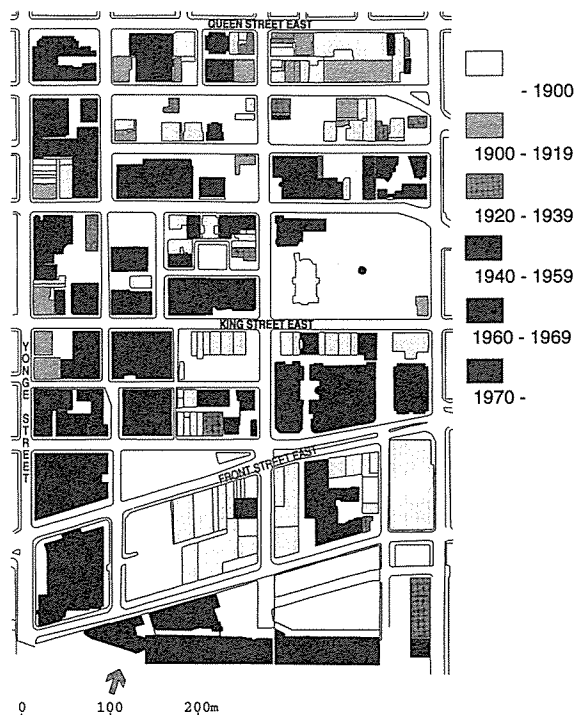 QUEEN STREET EAST
- 1900
1900 - 1919
1920 - 1939
1940 - 1959
KING STREET EAST
1960 - 1969
YONGE STREET
1970 -
FRONT STREET EAST
0 100 200m